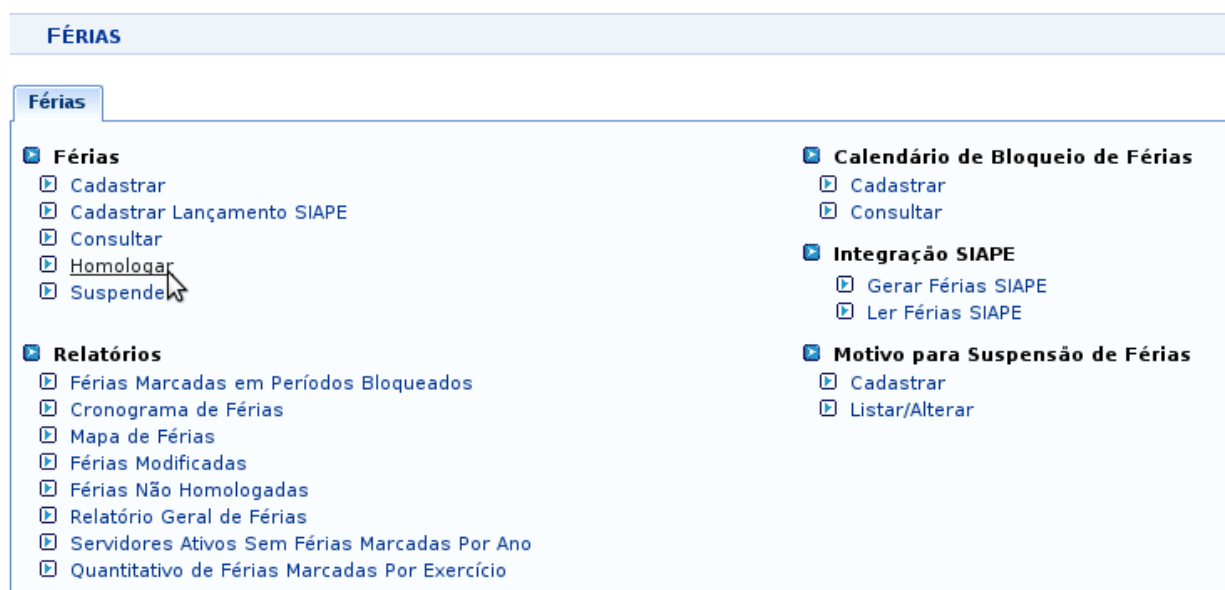 FÉRIAS
Férias
Férias
Cadastrar
Cadastrar Lançamento SIAPE
Consultar
Homologar
Suspender
Relatórios
Férias Marcadas em Períodos Bloqueados
Cronograma de Férias
Mapa de Férias
Férias Modificadas
Férias Não Homologadas
Relatório Geral de Férias
Servidores Ativos Sem Férias Marcadas Por Ano
Quantitativo de Férias Marcadas Por Exercício
Calendário de Bloqueio de Férias
Cadastrar
Consultar
Integração SIAPE
Gerar Férias SIAPE
Ler Férias SIAPE
Motivo para Suspensão de Férias
Cadastrar
Listar/Alterar